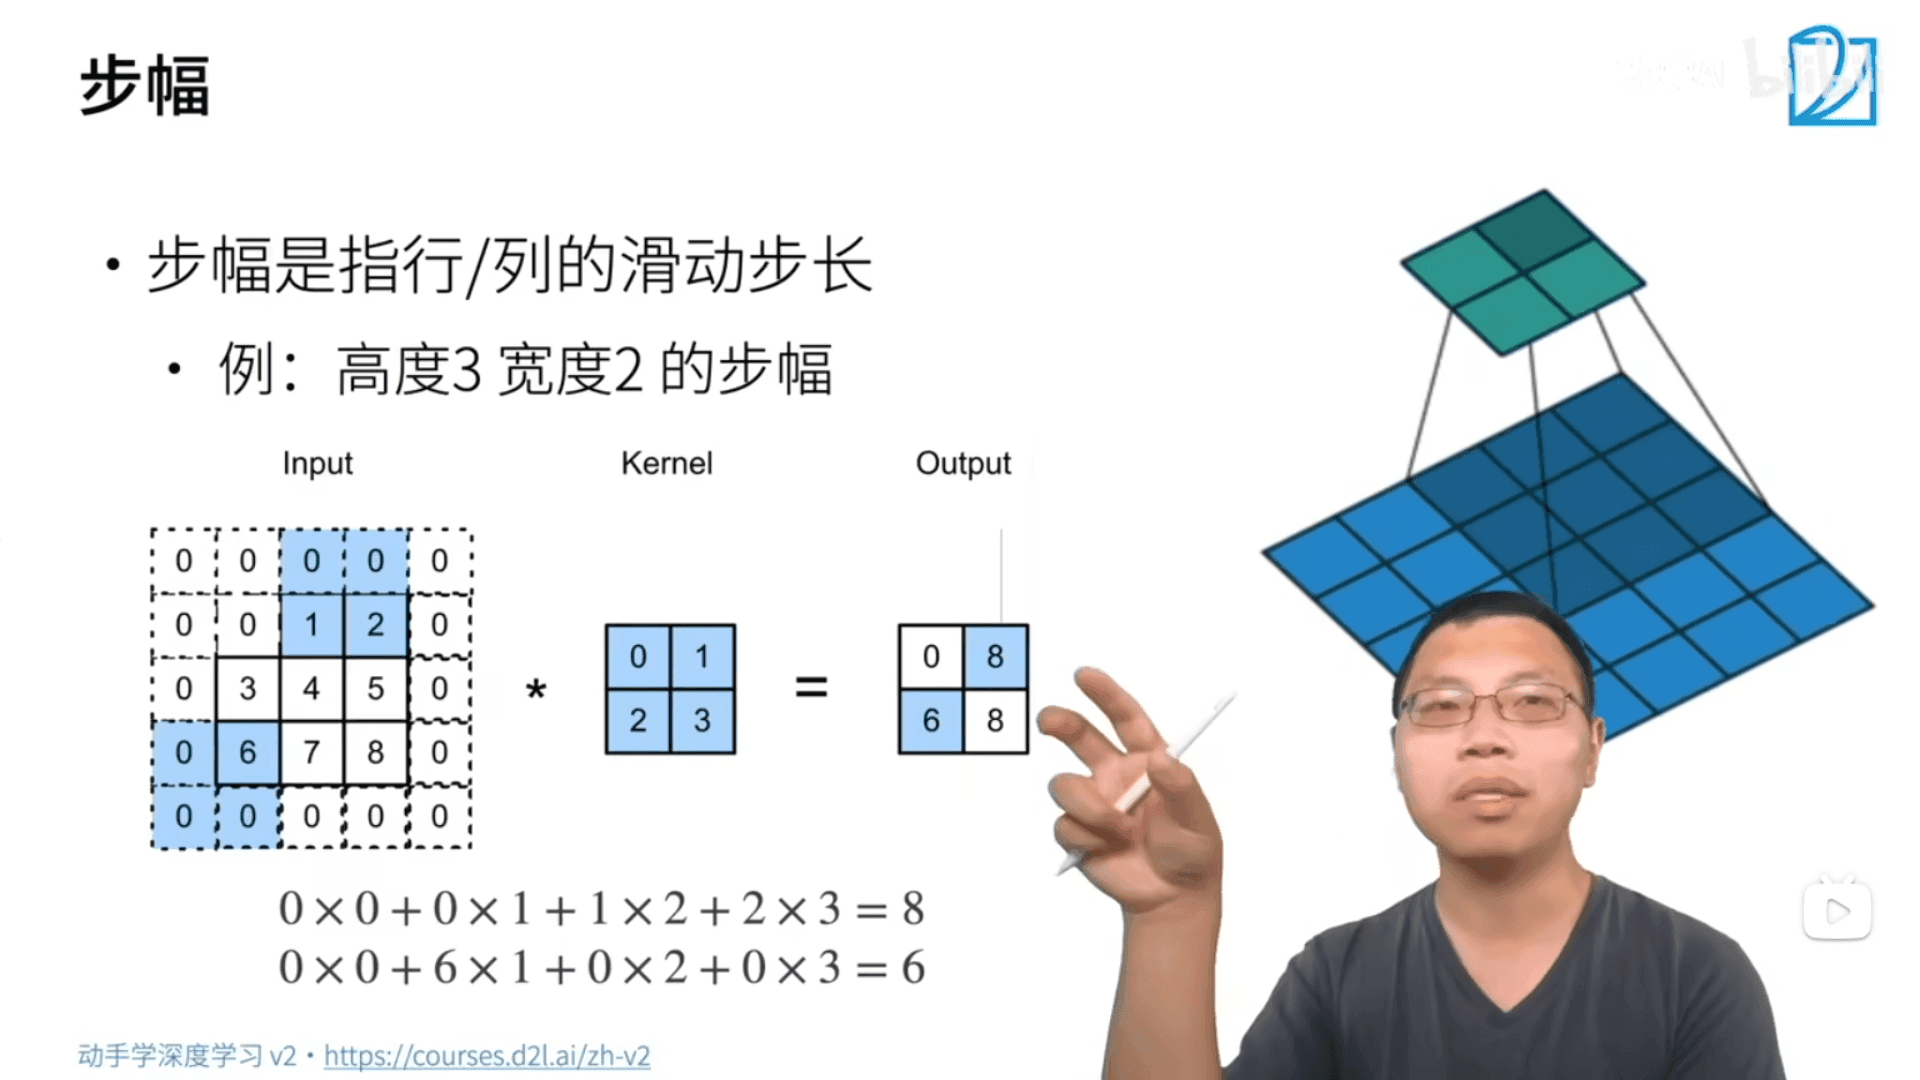 步幅
• 步幅是指行/列的滑动步长
• 例：高度3 宽度2 的步幅
Input Kernel Output
0 0 0 0 0
0 0 1 2 0
0 3 4 5 0
0 6 7 8 0
0 0 0 0 0
*
0 1
2 3
=
0 8
6 8
0 × 0 + 0 × 1 + 1 × 2 + 2 × 3 = 8
0 × 0 + 6 × 1 + 0 × 2 + 0 × 3 = 6
动手学深度学习 v2 • https://courses.d2l.ai/zh-v2
bilibili